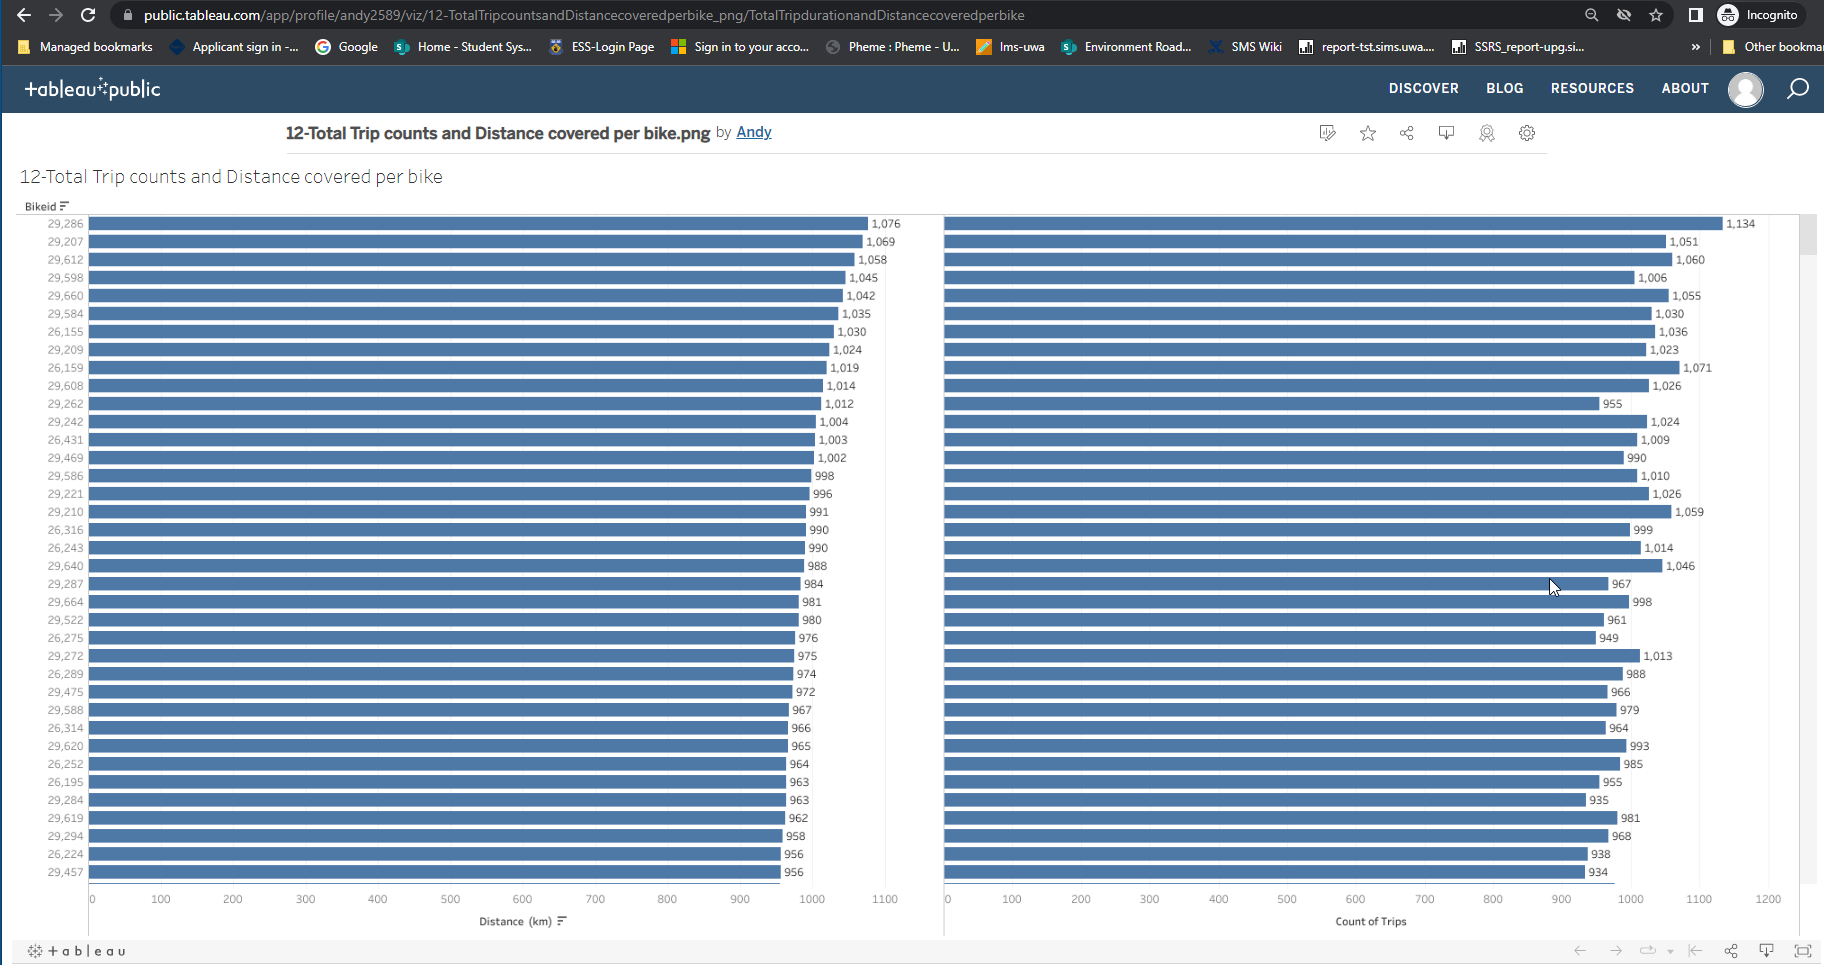 public.tableau.com/app/profile/andy2589/viz/12-TotalTripcountsandDistancecoveredperbike_png/TotalTripdurationandDistancecoveredperbike Incognito
Managed bookmarks Applicant sign in -... Google Home - Student Sys... ESS-Login Page Sign in to your acco... Pheme : Pheme - U... lms-uwa Environment Road... SMS Wiki report-tst.sims.uwa.... SSRS_report-upg.si... » Other bookma
+ableau public DISCOVER BLOG RESOURCES ABOUT
12-Total Trip counts and Distance covered per bike.png by Andy
12-Total Trip counts and Distance covered per bike
Bikeid
29,286 1,076 1,134
29,207 1,069 1,051
29,612 1,058 1,060
29,598 1,045 1,006
29,660 1,042 1,055
29,584 1,035 1,030
26,155 1,030 1,036
29,209 1,024 1,023
26,159 1,019 1,071
29,608 1,014 1,026
29,262 1,012 955
29,242 1,004 1,024
26,431 1,003 1,009
29,469 1,002 990
29,586 998 1,010
29,221 996 1,026
29,210 991 1,059
26,316 990 999
26,243 990 1,014
29,640 988 1,046
29,287 984 967
29,664 981 998
29,522 980 961
26,275 976 949
29,272 975 1,013
26,289 974 988
29,475 972 966
29,588 967 979
26,314 966 964
29,620 965 993
26,252 964 985
26,195 963 955
29,284 963 935
29,619 962 981
29,294 958 968
26,224 956 938
29,457 956 934
0 100 200 300 400 500 600 700 800 900 1000 1100 0 100 200 300 400 500 600 700 800 900 1000 1100 1200
Distance (km) Count of Trips
+ableau